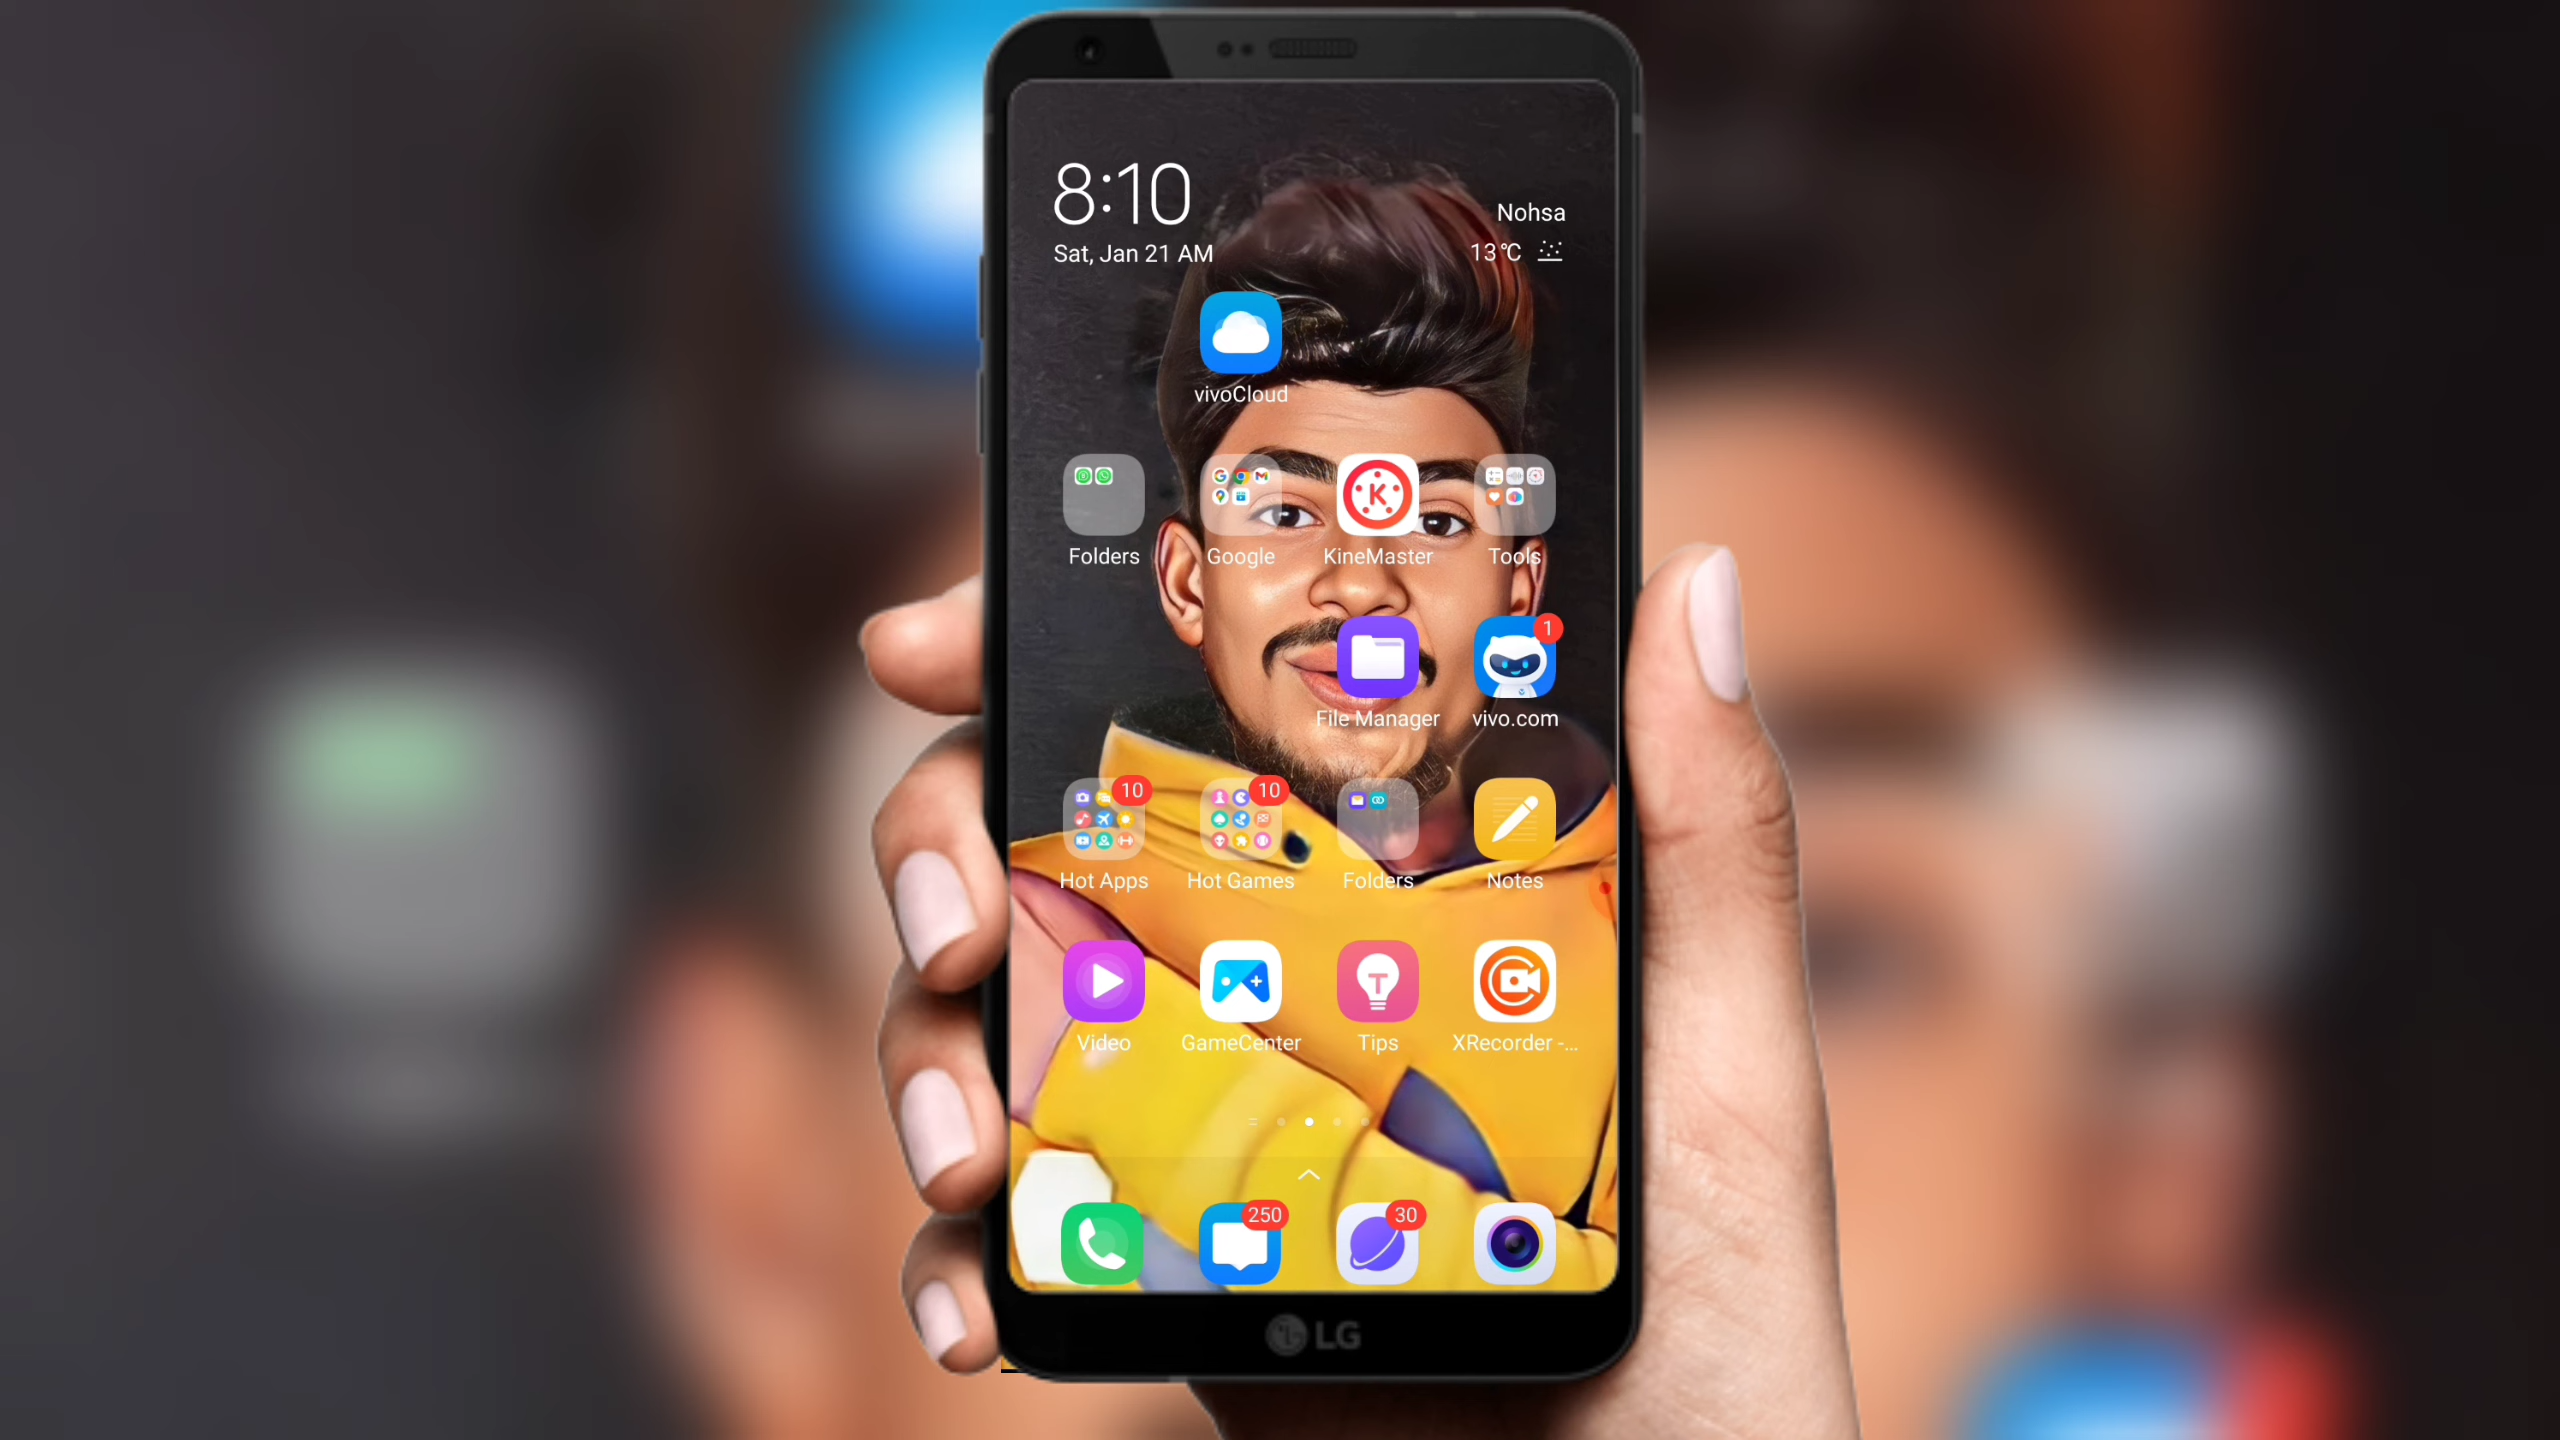 8:10
Sat, Jan 21 AM
Nohsa
13°C
vivoCloud
Folders
Google
KineMaster
Tools
File Manager
1
vivo.com
10
Hot Apps
10
Hot Games
Folders
Notes
Video
GameCenter
Tips
XRecorder -...
250
30
LG